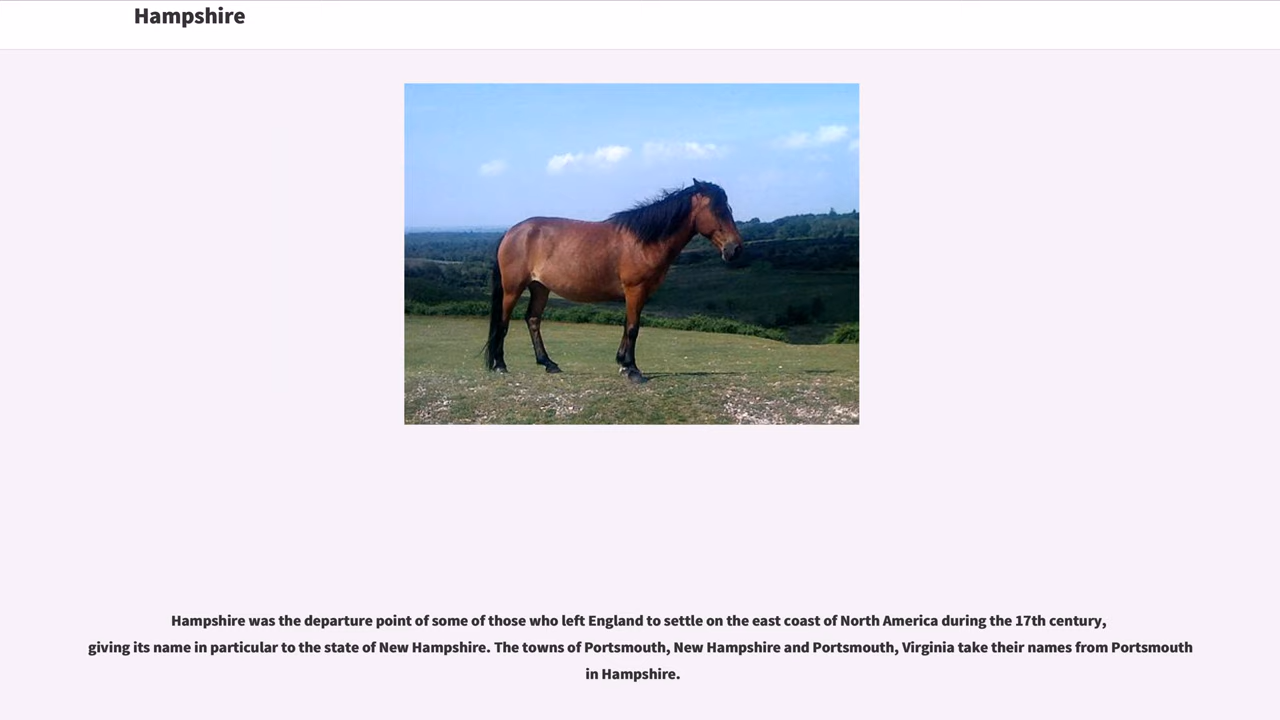 Hampshire
Hampshire was the departure point of some of those who left England to settle on the east coast of North America during the 17th century,
giving its name in particular to the state of New Hampshire. The towns of Portsmouth, New Hampshire and Portsmouth, Virginia take their names from Portsmouth
in Hampshire.